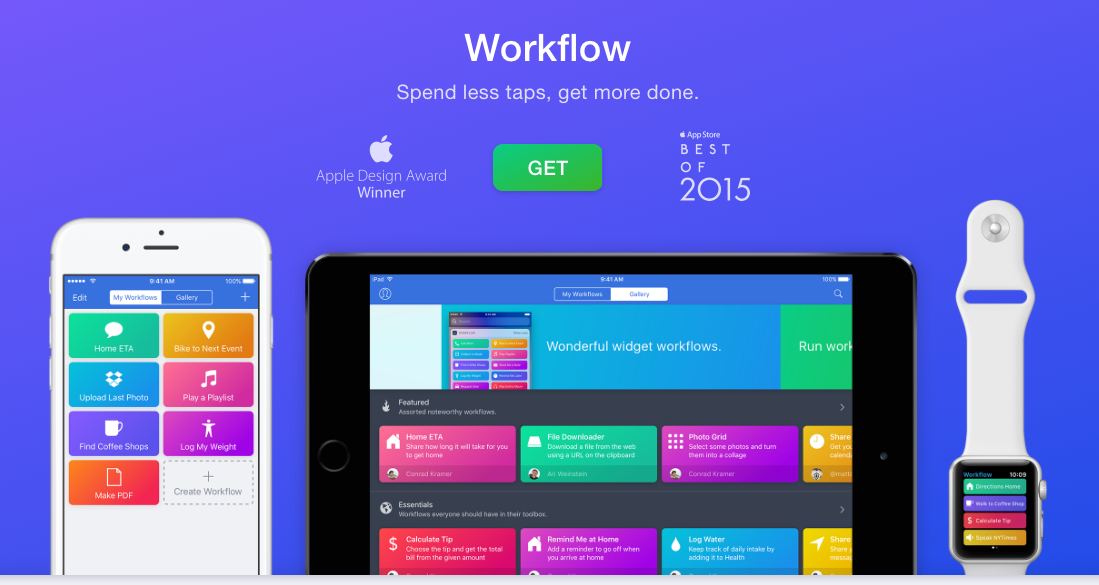 Workflow
Spend less taps, get more done.
Apple Design Award
Winner
GET
App Store
BEST
OF
2015
9:41 AM
100%
Edit
My Workflows
Gallery
Home ETA
Bike to Next Event
Upload Last Photo
Play a Playlist
Find Coffee Shops
Log My Weight
Make PDF
Create Workflow
iPad
9:41 AM
100%
My Workflows
Gallery
Wonderful widget workflows.
Run work
Featured
Assorted noteworthy workflows.
Home ETA
Share how long it will take for you
to get home
Conrad Kramer
File Downloader
Download a file from the web
using a URL on the clipboard
Ari Weinstein
Photo Grid
Select some photos and turn
them into a collage
Conrad Kramer
Share
Get you
calenda
@matti
Essentials
Workflows everyone should have in their toolbox.
Calculate Tip
Choose the tip and get the total
bill from the given amount
Remind Me at Home
Add a reminder to go off when
you arrive at home
Log Water
Keep track of daily intake by
adding it to Health
Share
Share
messag
Workflow
10:09
Directions Home
Walk to Coffee Shop
Calculate Tip
Speak NYTimes